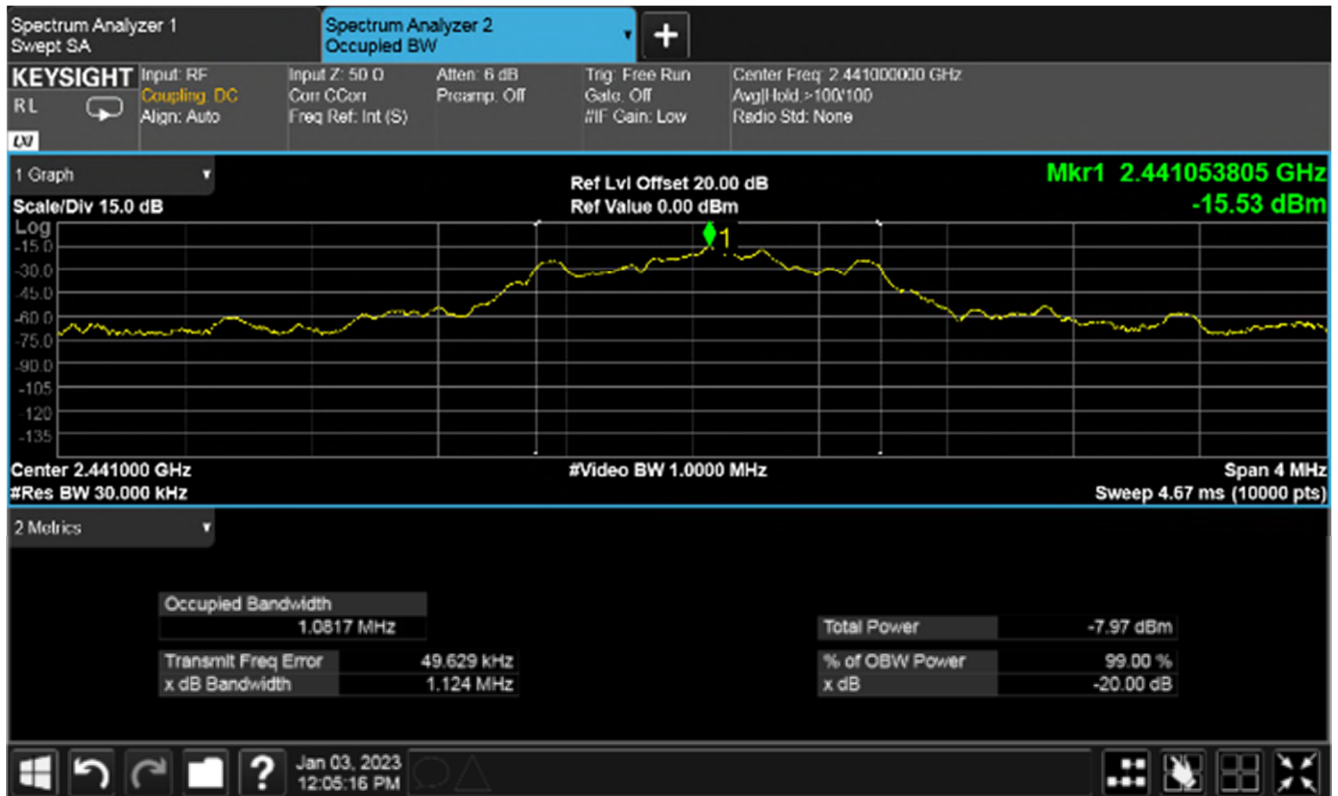 Spectrum Analyzer 1
Swept SA
Spectrum Analyzer 2
Occupied BW
KEYSIGHT
RL
LXI
Input: RF
Coupling: DC
Align: Auto
Input Z: 50 Ω
Corr CCorr
Freq Ref: Int (S)
Atten: 6 dB
Preamp: Off
Trig: Free Run
Gate: Off
#IF Gain: Low
Center Freq: 2.441000000 GHz
Avg|Hold:>100/100
Radio Std: None
1 Graph
Scale/Div 15.0 dB
Ref Lvl Offset 20.00 dB
Ref Value 0.00 dBm
Mkr1 2.441053805 GHz
-15.53 dBm
Log
-15.0
-30.0
-45.0
-60.0
-75.0
-90.0
-105
-120
-135
1
Center 2.441000 GHz
#Res BW 30.000 kHz
#Video BW 1.0000 MHz
Span 4 MHz
Sweep 4.67 ms (10000 pts)
2 Metrics
Occupied Bandwidth
1.0817 MHz
Transmit Freq Error 49.629 kHz
x dB Bandwidth 1.124 MHz
Total Power -7.97 dBm
% of OBW Power 99.00 %
x dB -20.00 dB
Jan 03, 2023
12:05:16 PM